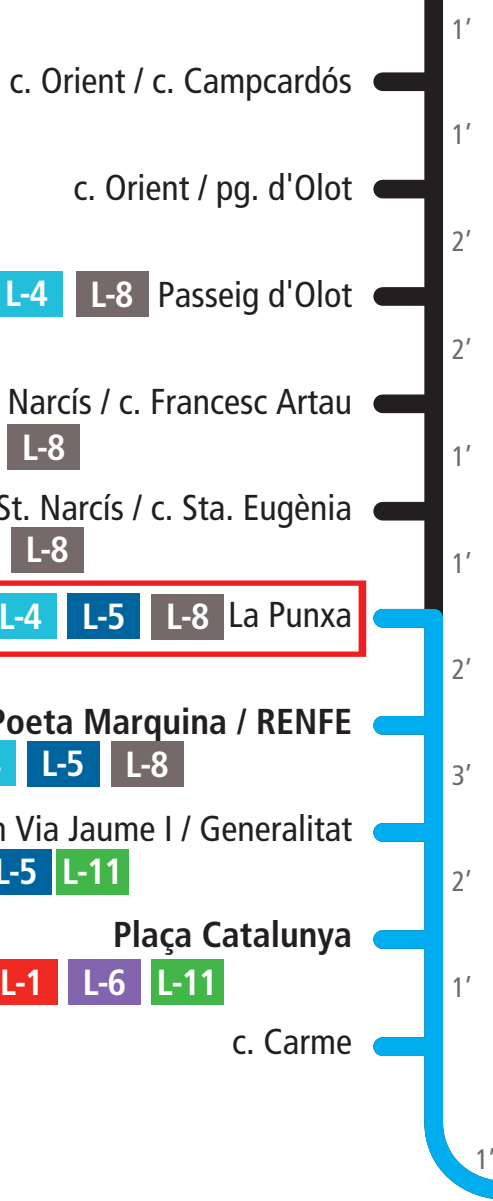 1′
c. Orient / c. Campcardós
1′
c. Orient / pg. d'Olot
2′
L-4 L-8 Passeig d'Olot
2′
Narcís / c. Francesc Artau
L-8
1′
St. Narcís / c. Sta. Eugènia
L-8
1′
L-4 L-5 L-8 La Punxa
2′
Poeta Marquina / RENFE
L-5 L-8
3′
Via Jaume I / Generalitat
L-5 L-11
2′
Plaça Catalunya
L-1 L-6 L-11
1′
c. Carme
1′